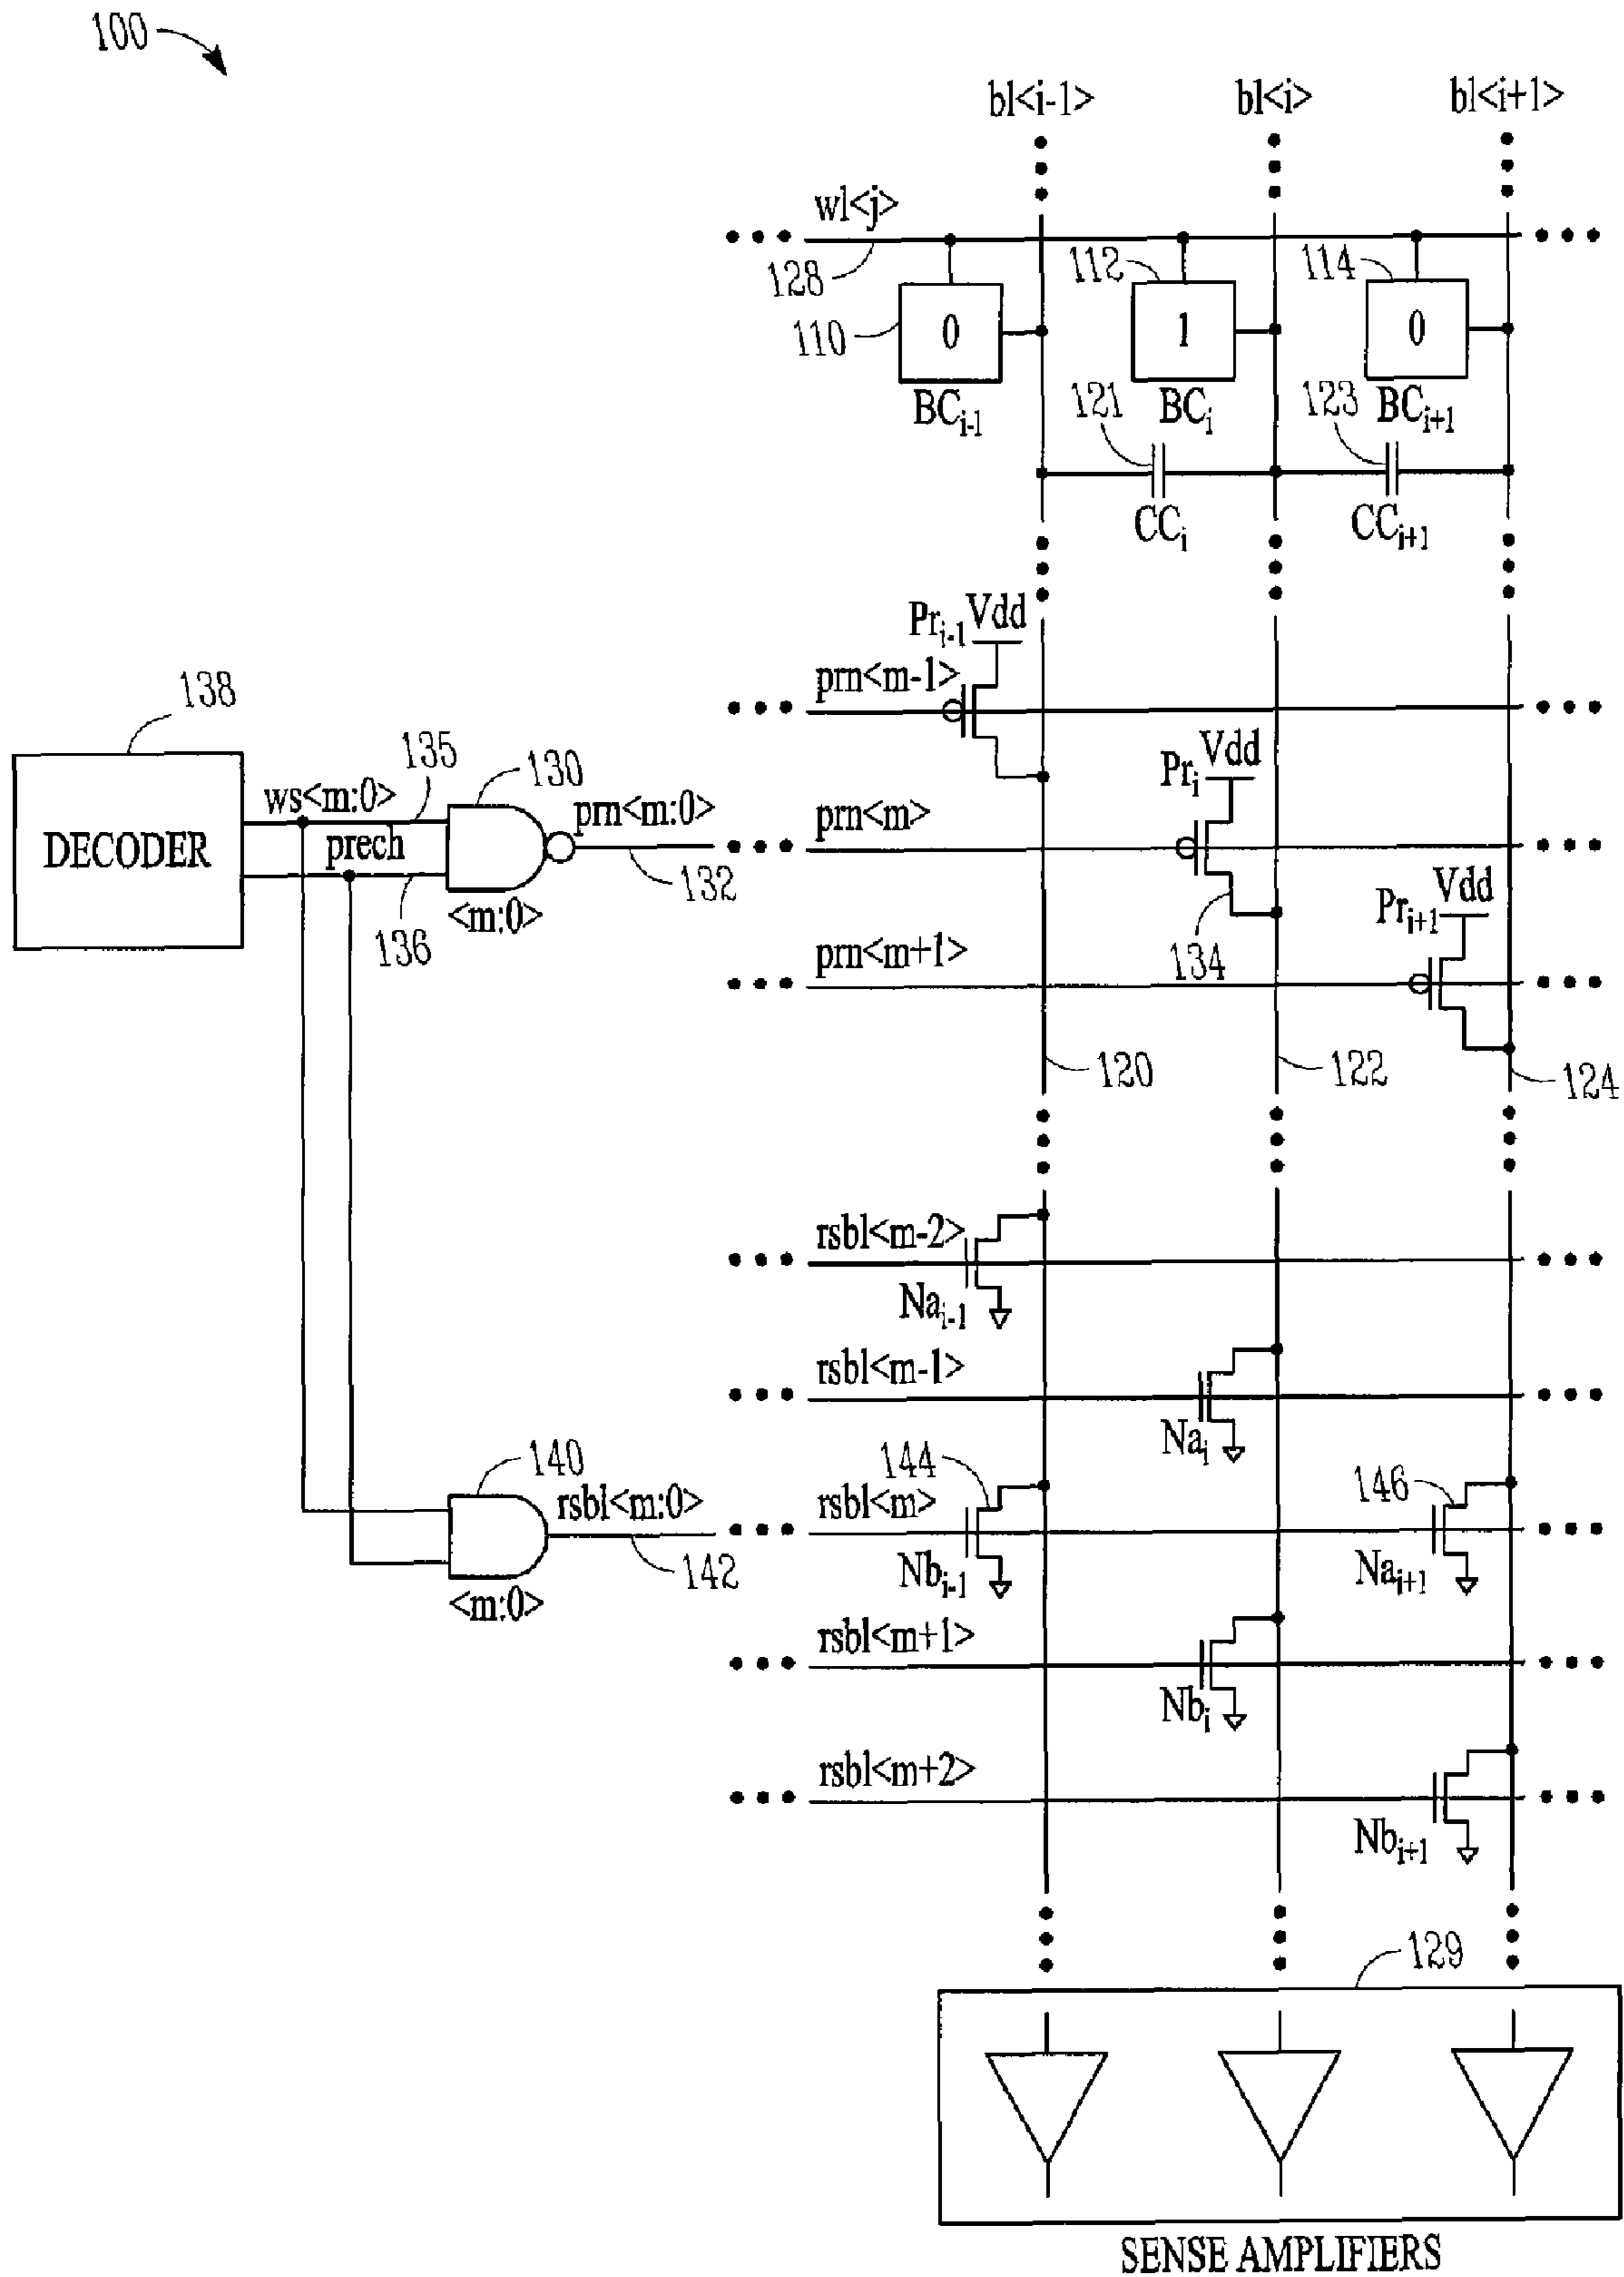 100
bl<i-1> bl<i> bl<i+1>
wl<j>
128 112 114
110 0 1 0
BCi-1 121 BCi 123 BCi+1
CCi CCi+1
Pri-1 Vdd
prn<m-1>
138
Pri Vdd
135 130
ws<m:0> prn<m:0> prn<m>
DECODER prech
132
<m:0>
136
Pri+1 Vdd
134
prn<m+1>
120 122 124
rsbl<m-2>
Nai-1
rsbl<m-1>
Nai
140 144 146
rsbl<m:0> rsbl<m>
142
<m:0>
Nbi-1 Nai+1
rsbl<m+1>
Nbi
rsbl<m+2>
Nbi+1
129
SENSE AMPLIFIERS